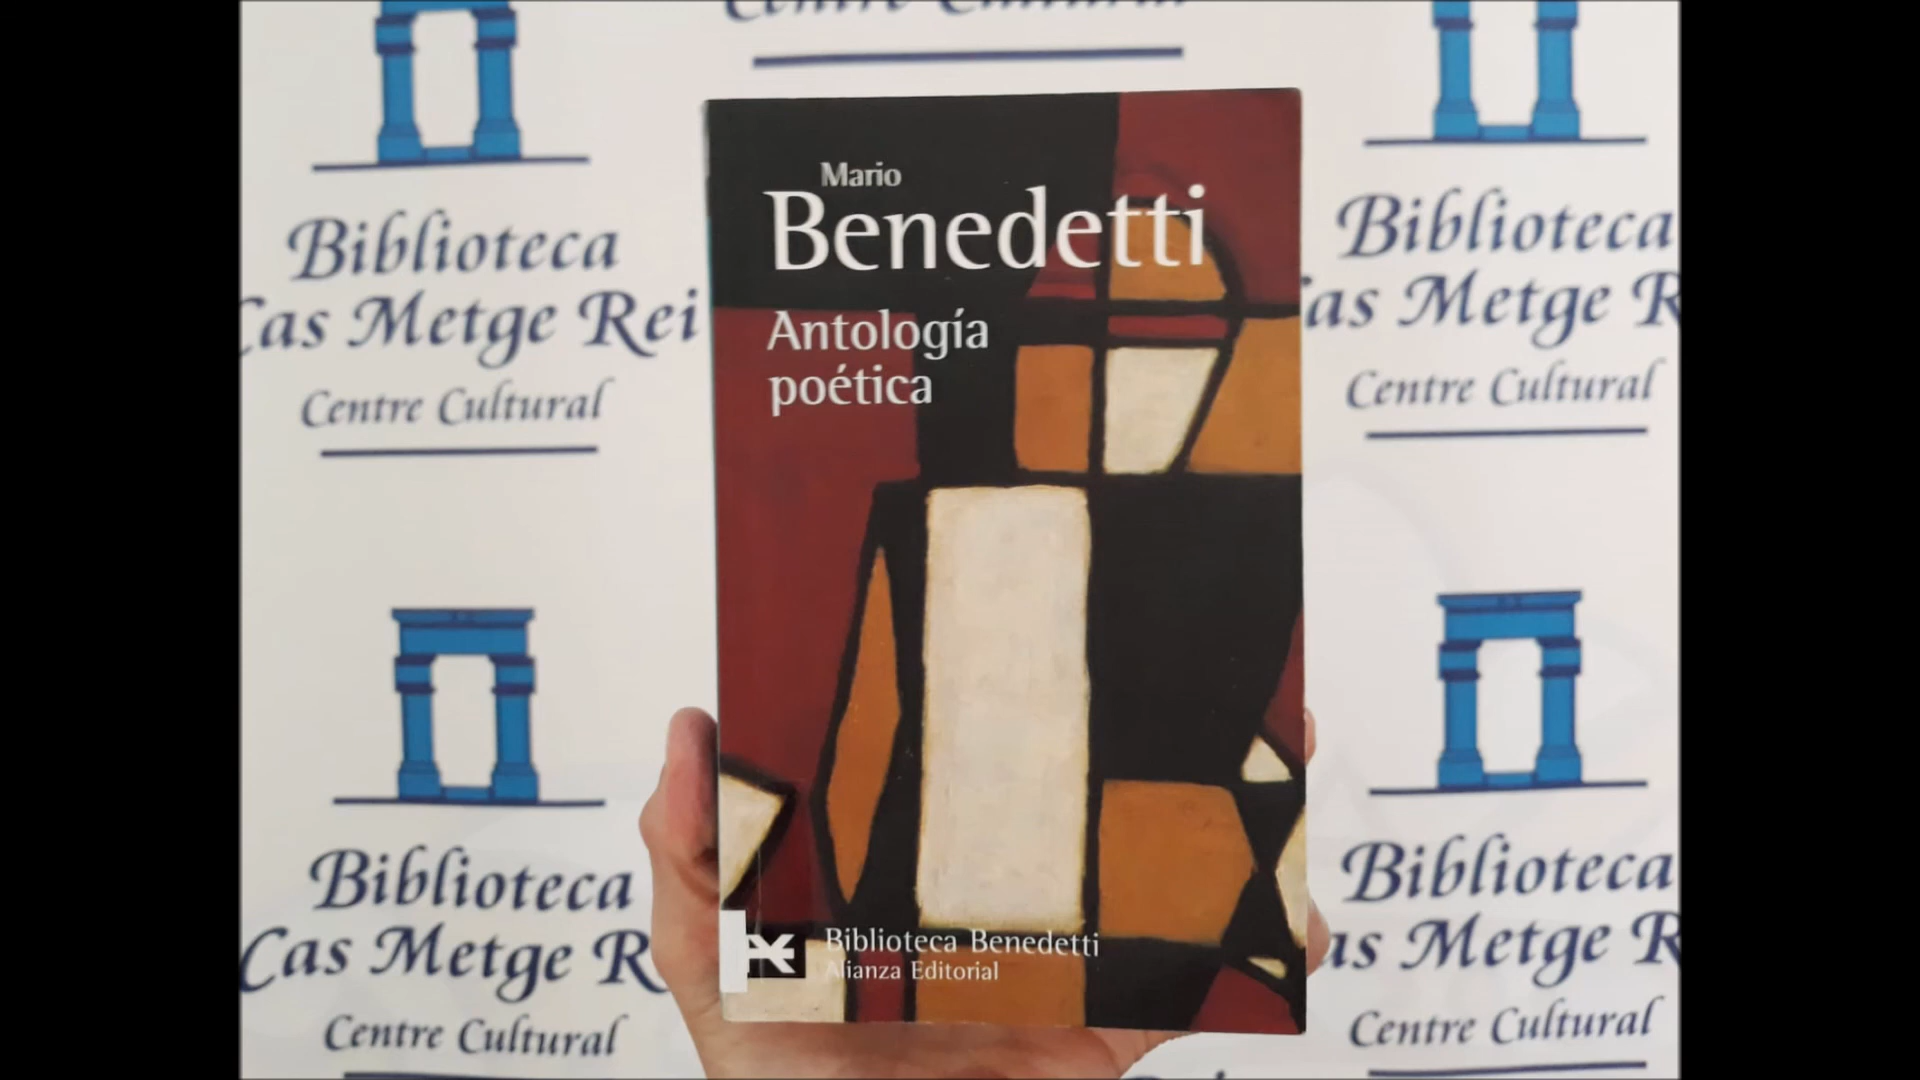 Centre Cultural
Mario
Benedetti
Antología
poética
Biblioteca Benedetti
Alianza Editorial
Biblioteca
Cas Metge Rei
Centre Cultural
Biblioteca
as Metge R
Centre Cultural
Biblioteca
Cas Metge R
Centre Cultural
Biblioteca
as Metge R
Centre Cultural